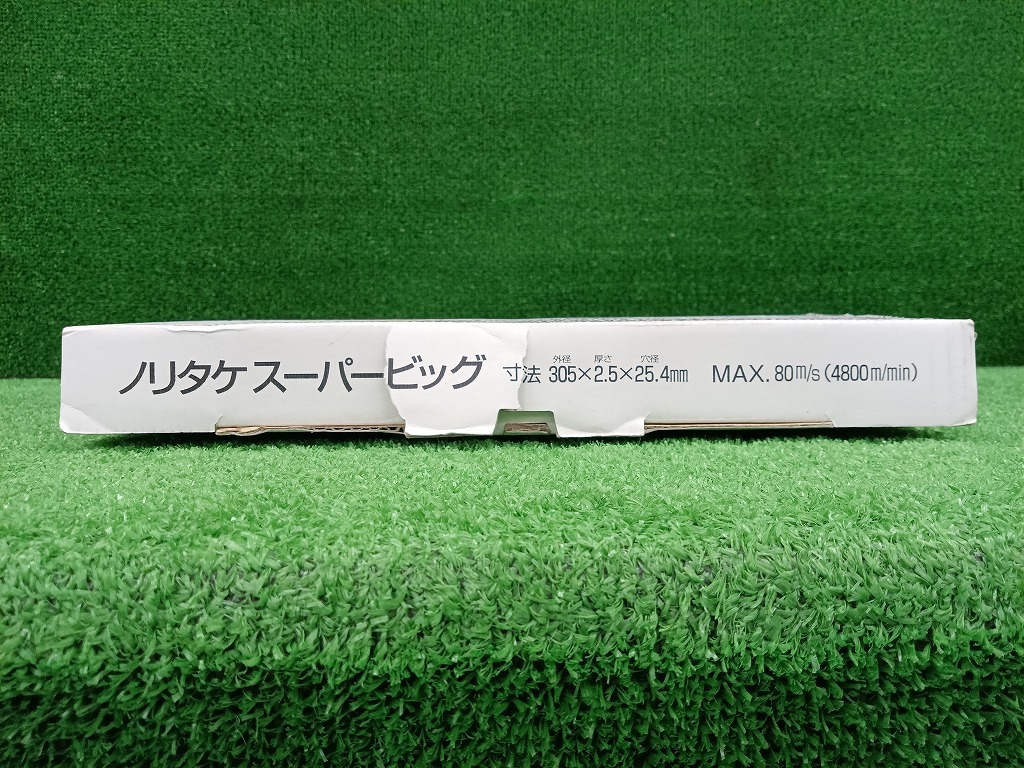 ノリタケスーパービッグ 寸法 外径 厚さ 穴径 305×2.5×25.4mm MAX. 80m/s (4800m/min)